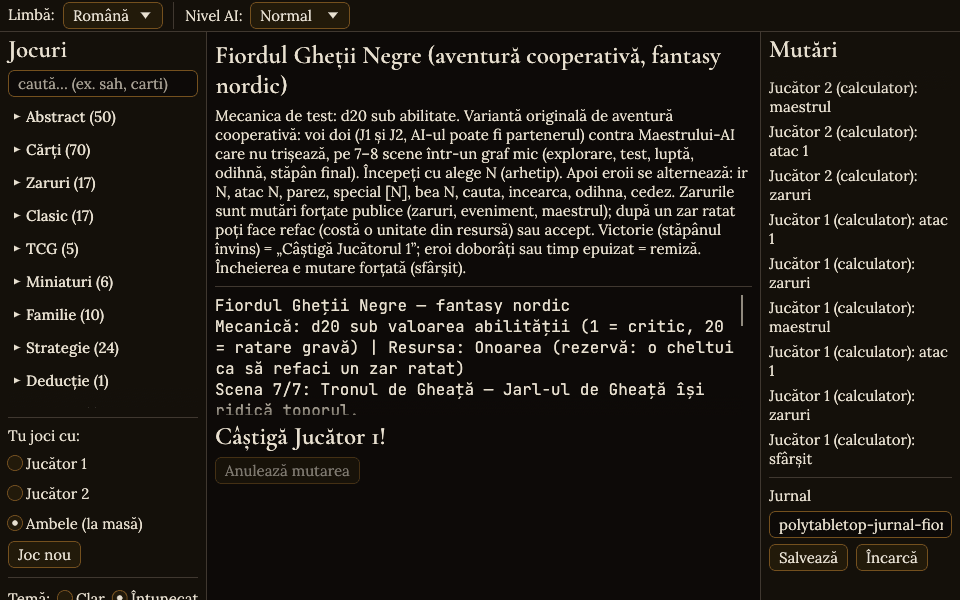 Limbă: Română Nivel AI: Normal
Jocuri
caută... (ex. sah, carti)
Abstract (50)
Cărți (70)
Zaruri (17)
Clasic (17)
TCG (5)
Miniaturi (6)
Familie (10)
Strategie (24)
Deducție (1)
Tu joci cu:
Jucător 1
Jucător 2
Ambele (la masă)
Joc nou
Temă: Clar Întunecat
Fiordul Gheții Negre (aventură cooperativă, fantasy
nordic)
Mecanica de test: d20 sub abilitate. Variantă originală de aventură
cooperativă: voi doi (J1 și J2, AI-ul poate fi partenerul) contra Maestrului-AI
care nu trișează, pe 7–8 scene într-un graf mic (explorare, test, luptă,
odihnă, stăpân final). Începeți cu alege N (arhetip). Apoi eroii se alternează: ir
N, atac N, parez, special [N], bea N, cauta, incearca, odihna, cedez. Zarurile
sunt mutări forțate publice (zaruri, eveniment, maestrul); după un zar ratat
poți face refac (costă o unitate din resursă) sau accept. Victorie (stăpânul
învins) = „Câștigă Jucătorul 1”; eroi doborâți sau timp epuizat = remiză.
Încheierea e mutare forțată (sfârșit).
Fiordul Gheții Negre — fantasy nordic
Mecanică: d20 sub valoarea abilității (1 = critic, 20
= ratare gravă) | Resursa: Onoarea (rezervă: o cheltui
ca să refaci un zar ratat)
Scena 7/7: Tronul de Gheață — Jarl-ul de Gheață își
ridică toporul.
Câștigă Jucător 1!
Anulează mutarea
Mutări
Jucător 2 (calculator):
maestrul
Jucător 2 (calculator):
atac 1
Jucător 2 (calculator):
zaruri
Jucător 1 (calculator): atac
1
Jucător 1 (calculator):
zaruri
Jucător 1 (calculator):
maestrul
Jucător 1 (calculator): atac
1
Jucător 1 (calculator):
zaruri
Jucător 1 (calculator):
sfârșit
Jurnal
polytabletop-jurnal-fior
Salvează Încarcă